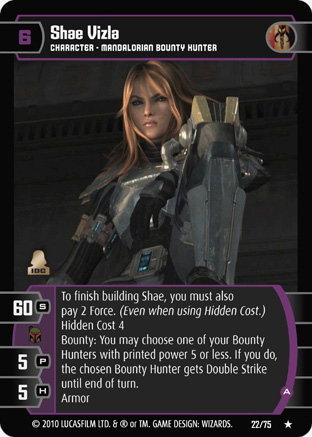 6
Shae Vizla
CHARACTER - MANDALORIAN BOUNTY HUNTER
IDC
60 S
5 P
5 H
To finish building Shae, you must also
pay 2 Force. (Even when using Hidden Cost.)
Hidden Cost 4
Bounty: You may choose one of your Bounty
Hunters with printed power 5 or less. If you do,
the chosen Bounty Hunter gets Double Strike
until end of turn.
Armor
A
© 2010 LUCASFILM LTD. & ® or TM. GAME DESIGN: WIZARDS. 22/75